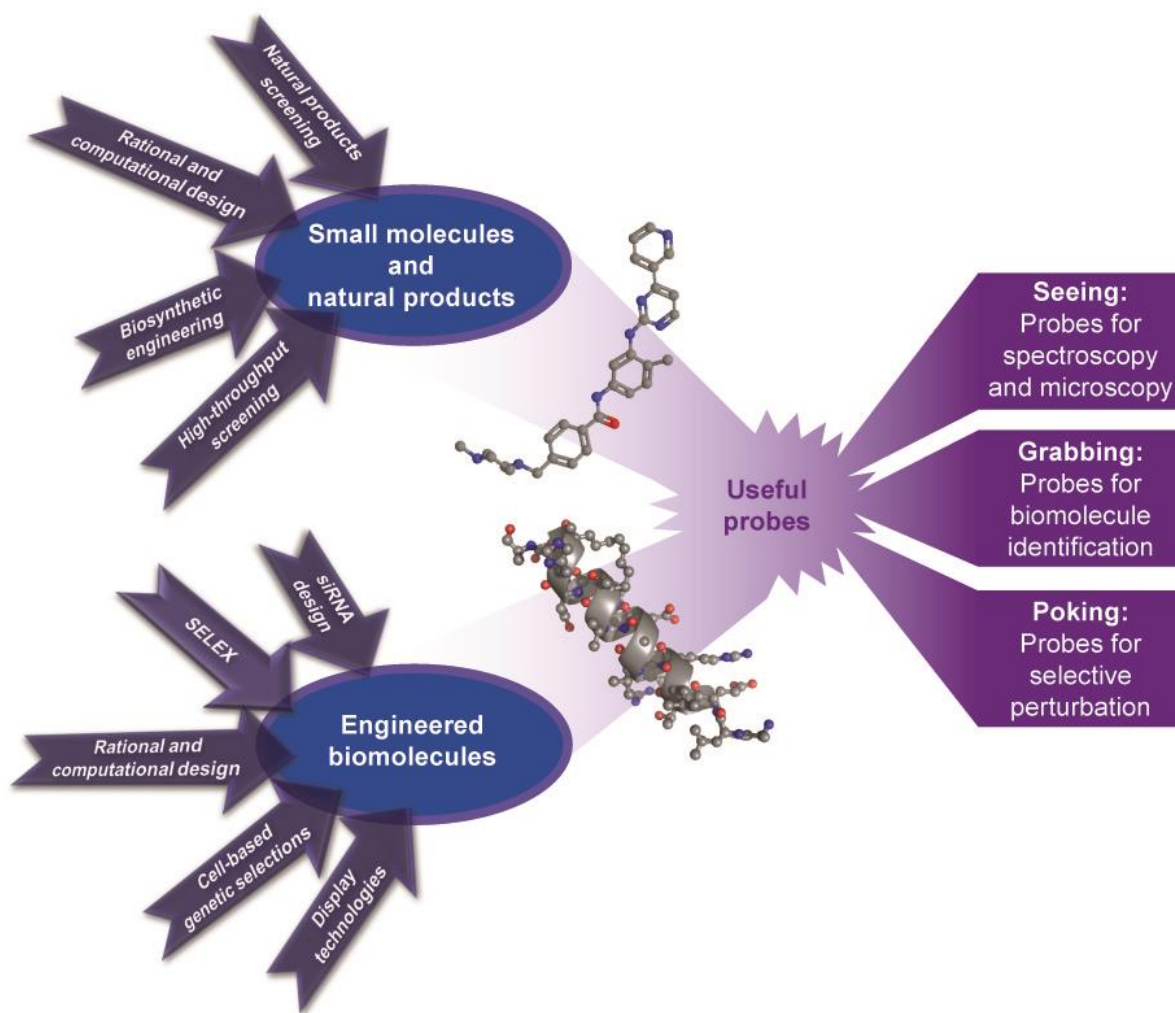 Natural products
screening
Rational and
computational design
Biosynthetic
engineering
High-throughput
screening
Small molecules
and
natural products
siRNA
design
SELEX
Rational and
computational design
Cell-based
genetic selections
Display
technologies
Engineered
biomolecules
Useful
probes
Seeing:
Probes for
spectroscopy
and microscopy
Grabbing:
Probes for
biomolecule
identification
Poking:
Probes for
selective
perturbation